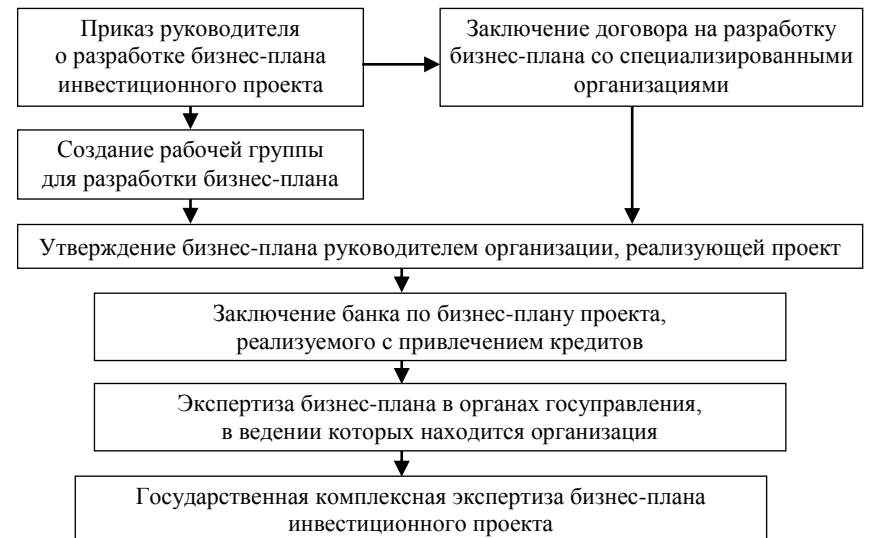 Приказ руководителя
о разработке бизнес-плана
инвестиционного проекта
Заключение договора на разработку
бизнес-плана со специализированными
организациями
Создание рабочей группы
для разработки бизнес-плана
Утверждение бизнес-плана руководителем организации, реализующей проект
Заключение банка по бизнес-плану проекта,
реализуемого с привлечением кредитов
Экспертиза бизнес-плана в органах госуправления,
в ведении которых находится организация
Государственная комплексная экспертиза бизнес-плана
инвестиционного проекта